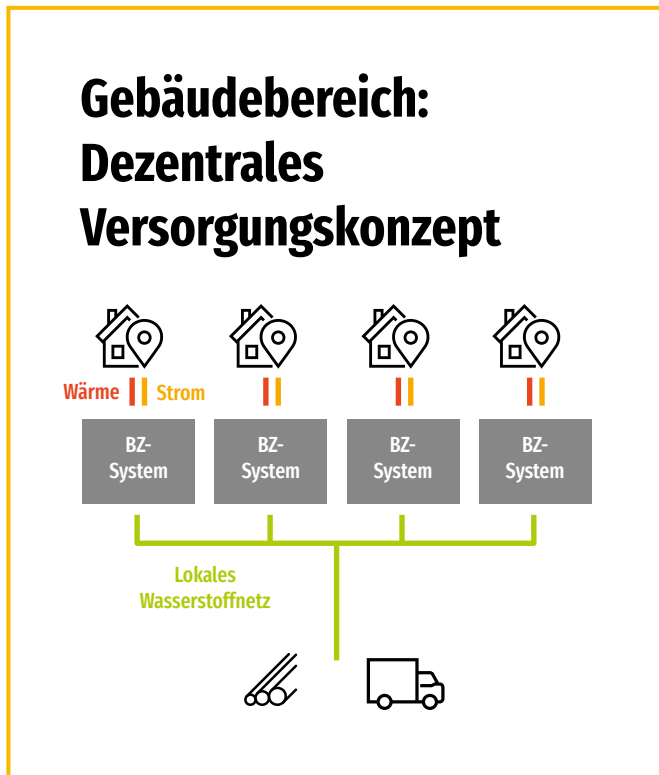 Gebäudebereich:
Dezentrales
Versorgungskonzept
Wärme
Strom
BZ-
System
BZ-
System
BZ-
System
BZ-
System
Lokales
Wasserstoffnetz